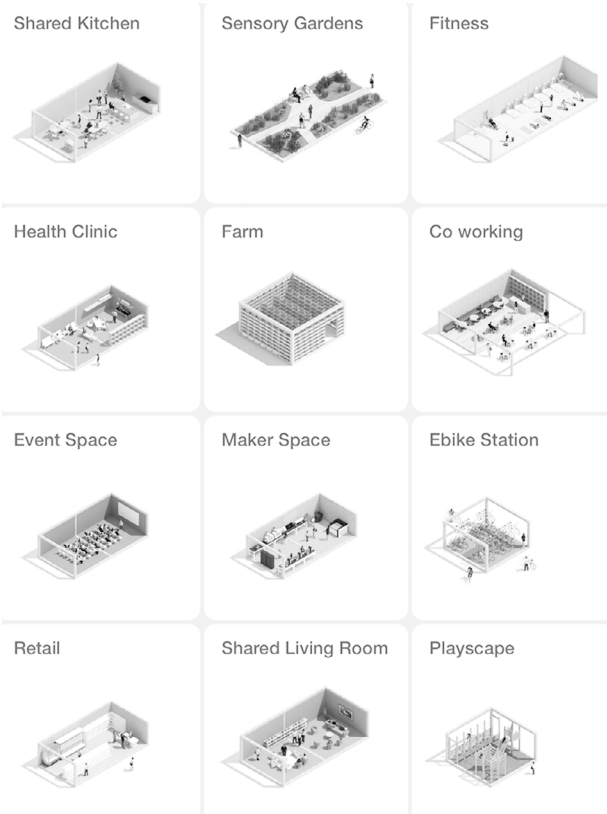 Shared Kitchen
Sensory Gardens
Fitness
Health Clinic
Farm
Co working
Event Space
Maker Space
Ebike Station
Retail
Shared Living Room
Playscape